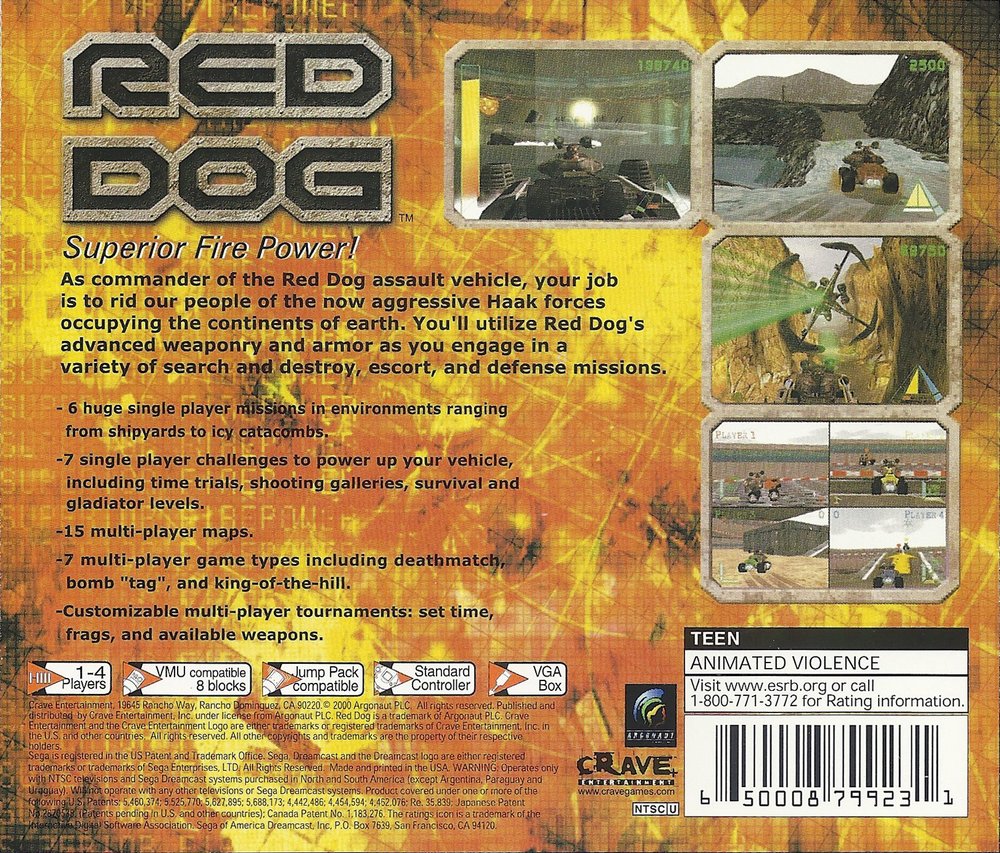 RED
DOG™
Superior Fire Power!
As commander of the Red Dog assault vehicle, your job
is to rid our people of the now aggressive Haak forces
occupying the continents of earth. You'll utilize Red Dog's
advanced weaponry and armor as you engage in a
variety of search and destroy, escort, and defense missions.
- 6 huge single player missions in environments ranging
from shipyards to icy catacombs.
-7 single player challenges to power up your vehicle,
including time trials, shooting galleries, survival and
gladiator levels.
-15 multi-player maps.
-7 multi-player game types including deathmatch,
bomb "tag", and king-of-the-hill.
-Customizable multi-player tournaments: set time,
frags, and available weapons.
2500
PLAYER 1
PLAYER 4
1-4
Players
VMU compatible
8 blocks
Jump Pack
compatible
Standard
Controller
VGA
Box
Crave Entertainment, 19645 Rancho Way, Rancho Dominguez, CA 90220. © 2000 Argonaut PLC. All rights reserved. Published and
distributed by Crave Entertainment, Inc. under licence from Argonaut PLC. Red Dog is a trademark of Argonaut PLC. Crave
Entertainment and the Crave Entertainment Logo are either trademarks or registered trademarks of Crave Entertainment, Inc. in
the U.S. and other countries. All rights reserved. All other copyrights and trademarks are the property of their respective
holders.
Sega is registered in the US Patent and Trademark Office. Sega, Dreamcast and the Dreamcast logo are either registered
trademarks or trademarks of Sega Enterprises, LTD. All Rights Reserved. Made and printed in the USA. WARNING: Operates only
with NTSC televisions and Sega Dreamcast systems purchased in North and South America (except Argentina, Paraguay and
Uruguay). Will not operate with any other televisions or Sega Dreamcast systems. Product covered under one or more of the
following U.S. Patents: 5,460,374; 5,525,770; 5,627,895; 5,688,173; 4,442,486; 4,454,594; 4,452,076: Re. 35,839: Japanese Patent
(Patents pending in U.S. and other countries); Canada Patent No. 1,183,276. The ratings icon is a trademark of the
Interactive Digital Software Association. Sega of America Dreamcast, Inc, P.O. Box 7639, San Francisco, CA 94120.
ARGONAUT
CRAVE
ENTERTAINMENT
www.cravegames.com
NTSC U
TEEN
ANIMATED VIOLENCE
Visit www.esrb.org or call
1-800-771-3772 for Rating information.
6 50008 79923 1